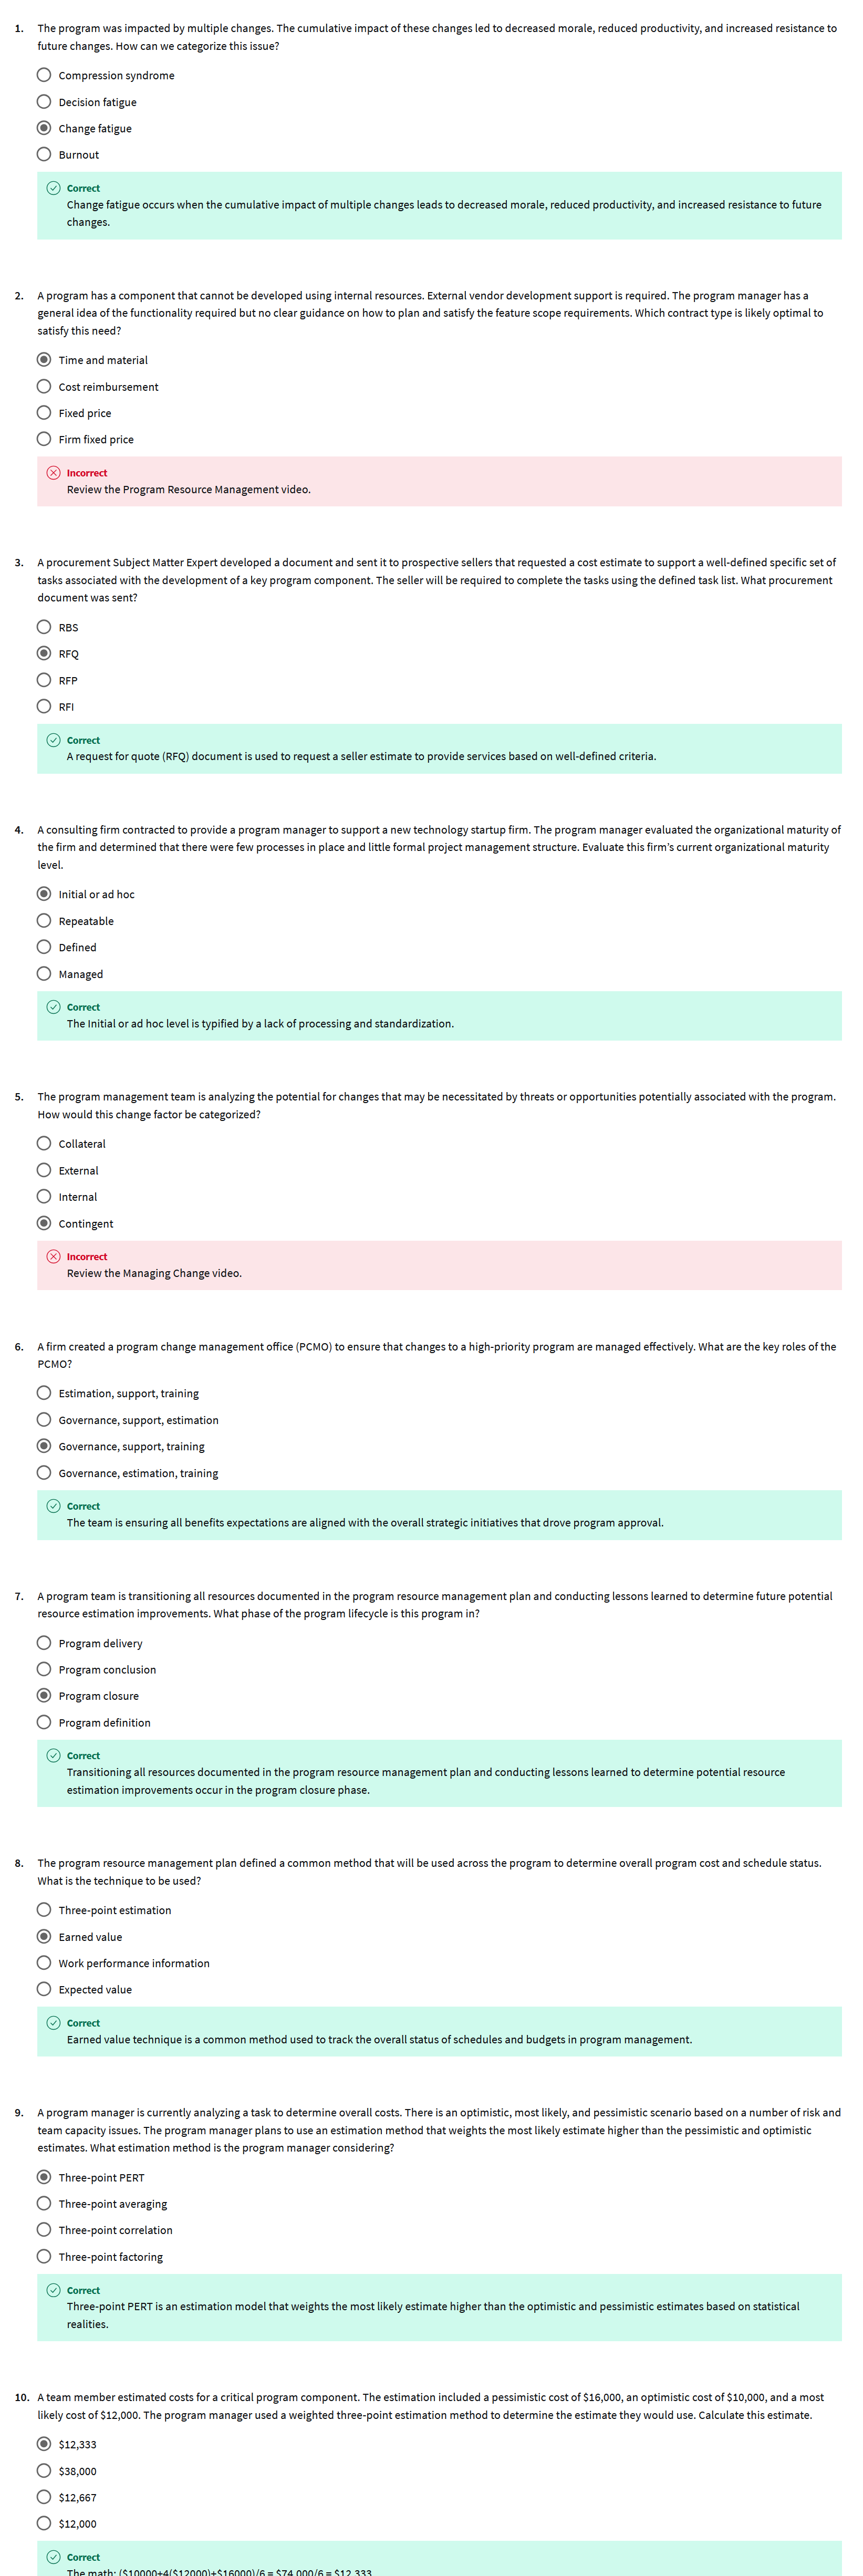 1. The program was impacted by multiple changes. The cumulative impact of these changes led to decreased morale, reduced productivity, and increased resistance to
future changes. How can we categorize this issue?
Compression syndrome
Decision fatigue
Change fatigue
Burnout
Correct
Change fatigue occurs when the cumulative impact of multiple changes leads to decreased morale, reduced productivity, and increased resistance to future
changes.
2. A program has a component that cannot be developed using internal resources. External vendor development support is required. The program manager has a
general idea of the functionality required but no clear guidance on how to plan and satisfy the feature scope requirements. Which contract type is likely optimal to
satisfy this need?
Time and material
Cost reimbursement
Fixed price
Firm fixed price
Incorrect
Review the Program Resource Management video.
3. A procurement Subject Matter Expert developed a document and sent it to prospective sellers that requested a cost estimate to support a well-defined specific set of
tasks associated with the development of a key program component. The seller will be required to complete the tasks using the defined task list. What procurement
document was sent?
RBS
RFQ
RFP
RFI
Correct
A request for quote (RFQ) document is used to request a seller estimate to provide services based on well-defined criteria.
4. A consulting firm contracted to provide a program manager to support a new technology startup firm. The program manager evaluated the organizational maturity of
the firm and determined that there were few processes in place and little formal project management structure. Evaluate this firm's current organizational maturity
level.
Initial or ad hoc
Repeatable
Defined
Managed
Correct
The Initial or ad hoc level is typified by a lack of processing and standardization.
5. The program management team is analyzing the potential for changes that may be necessitated by threats or opportunities potentially associated with the program.
How would this change factor be categorized?
Collateral
External
Internal
Contingent
Incorrect
Review the Managing Change video.
6. A firm created a program change management office (PCMO) to ensure that changes to a high-priority program are managed effectively. What are the key roles of the
PCMO?
Estimation, support, training
Governance, support, estimation
Governance, support, training
Governance, estimation, training
Correct
The team is ensuring all benefits expectations are aligned with the overall strategic initiatives that drove program approval.
7. A program team is transitioning all resources documented in the program resource management plan and conducting lessons learned to determine future potential
resource estimation improvements. What phase of the program lifecycle is this program in?
Program delivery
Program conclusion
Program closure
Program definition
Correct
Transitioning all resources documented in the program resource management plan and conducting lessons learned to determine potential resource
estimation improvements occur in the program closure phase.
8. The program resource management plan defined a common method that will be used across the program to determine overall program cost and schedule status.
What is the technique to be used?
Three-point estimation
Earned value
Work performance information
Expected value
Correct
Earned value technique is a common method used to track the overall status of schedules and budgets in program management.
9. A program manager is currently analyzing a task to determine overall costs. There is an optimistic, most likely, and pessimistic scenario based on a number of risk and
team capacity issues. The program manager plans to use an estimation method that weights the most likely estimate higher than the pessimistic and optimistic
estimates. What estimation method is the program manager considering?
Three-point PERT
Three-point averaging
Three-point correlation
Three-point factoring
Correct
Three-point PERT is an estimation model that weights the most likely estimate higher than the optimistic and pessimistic estimates based on statistical
realities.
10. A team member estimated costs for a critical program component. The estimation included a pessimistic cost of $16,000, an optimistic cost of $10,000, and a most
likely cost of $12,000. The program manager used a weighted three-point estimation method to determine the estimate they would use. Calculate this estimate.
$12,333
$38,000
$12,667
$12,000
Correct
The math: ($10000+4($12000)+$16000)/6 = $74,000/6 = $12,333